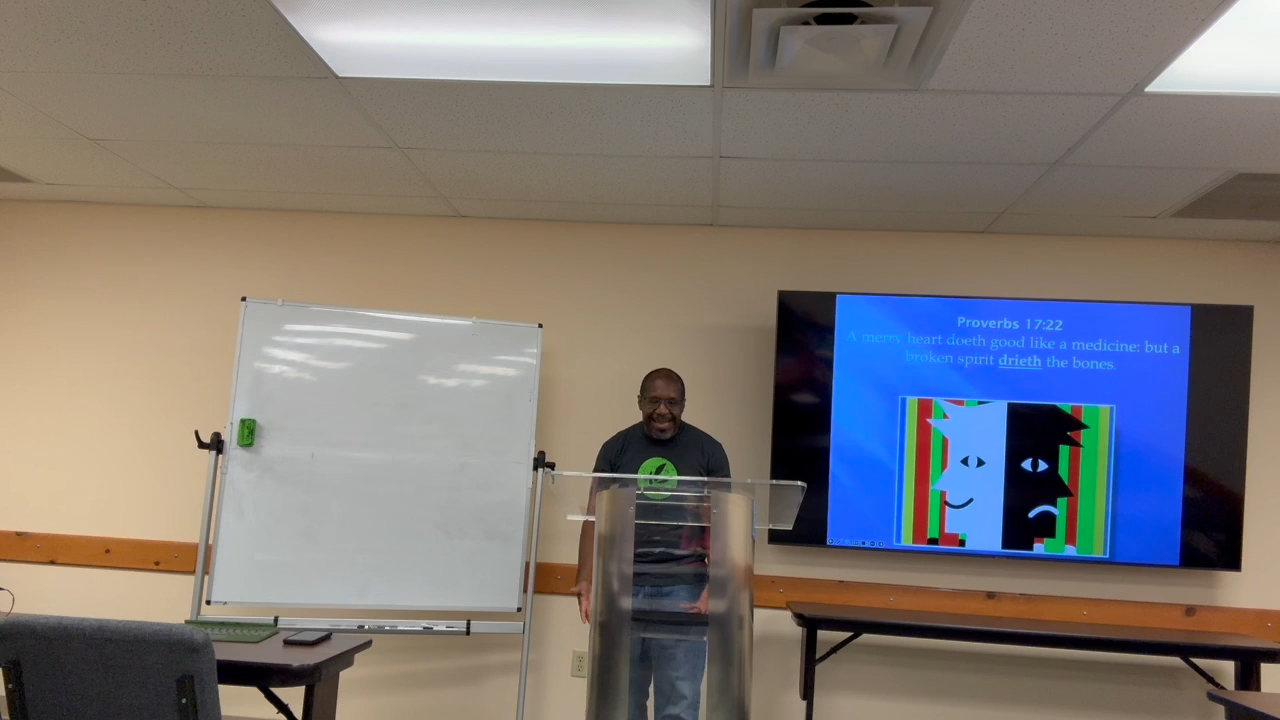 Proverbs 17:22
A merry heart doeth good like a medicine: but a
broken spirit drieth the bones.